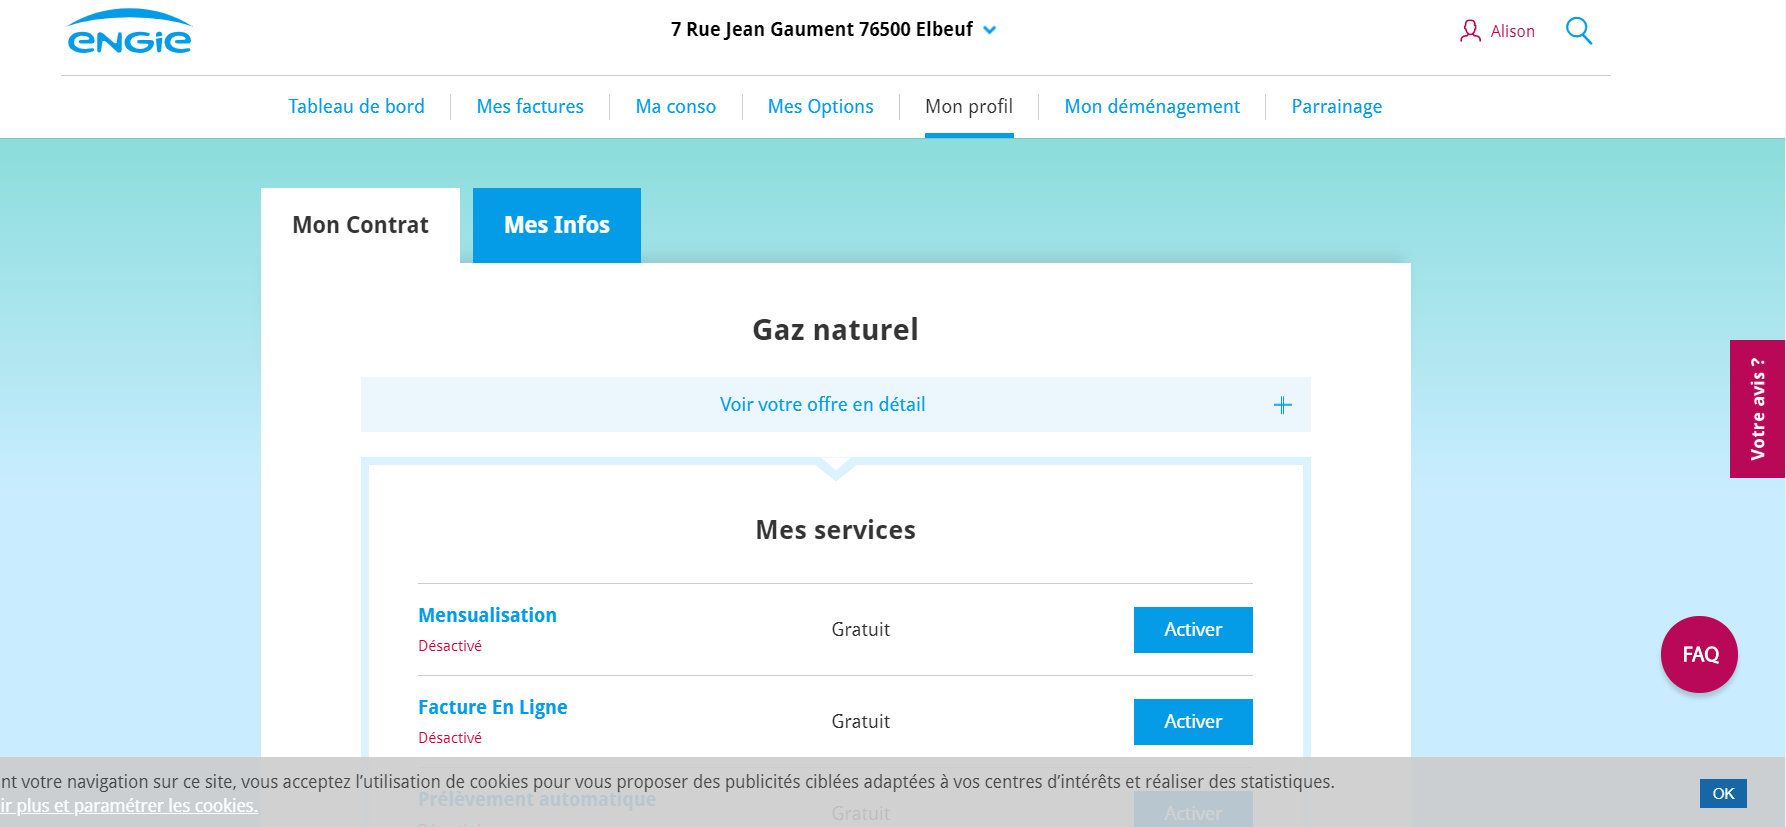 ENGIE
7 Rue Jean Gaument 76500 Elbeuf
Alison
Tableau de bord
Mes factures
Ma conso
Mes Options
Mon profil
Mon déménagement
Parrainage
Mon Contrat
Mes Infos
Gaz naturel
Voir votre offre en détail
Votre avis ?
Mes services
Mensualisation
Désactivé
Gratuit
Activer
FAQ
Facture En Ligne
Désactivé
Gratuit
Activer
nt votre navigation sur ce site, vous acceptez l’utilisation de cookies pour vous proposer des publicités ciblées adaptées à vos centres d’intérêts et réaliser des statistiques.
ir plus et paramétrer les cookies.
OK
Prélèvement automatique
Gratuit
Activer